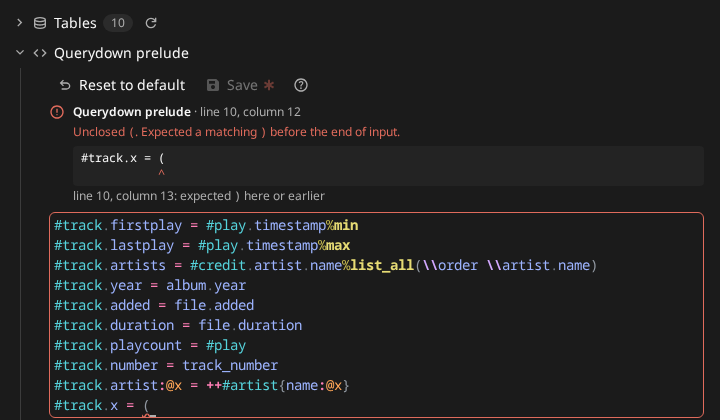 Tables 10
Querydown prelude
Reset to default Save *
Querydown prelude · line 10, column 12
Unclosed (. Expected a matching ) before the end of input.
#track.x = (
^
line 10, column 13: expected ) here or earlier
#track.firstplay = #play.timestamp%min
#track.lastplay = #play.timestamp%max
#track.artists = #credit.artist.name%list_all(\\order \\artist.name)
#track.year = album.year
#track.added = file.added
#track.duration = file.duration
#track.playcount = #play
#track.number = track_number
#track.artist:@x = ++#artist{name:@x}
#track.x = (